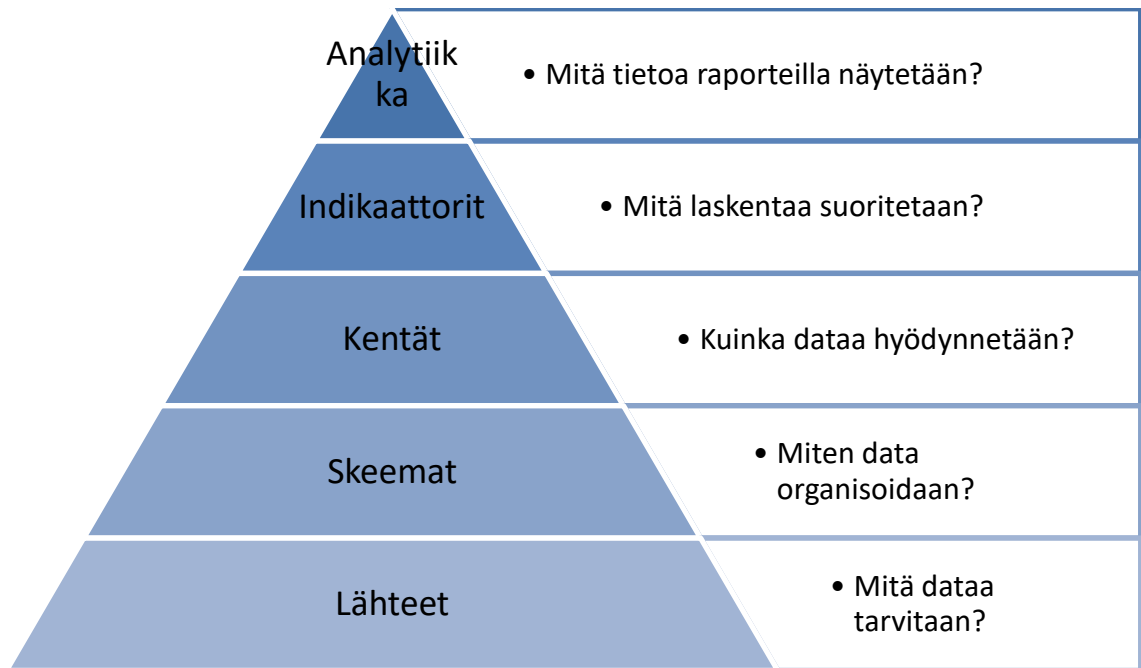 Analytiik
ka
• Mitä tietoa raporteilla näytetään?
Indikaattorit
• Mitä laskentaa suoritetaan?
Kentät
• Kuinka dataa hyödynnetään?
Skeemat
• Miten data
organisoidaan?
Lähteet
• Mitä dataa
tarvitaan?